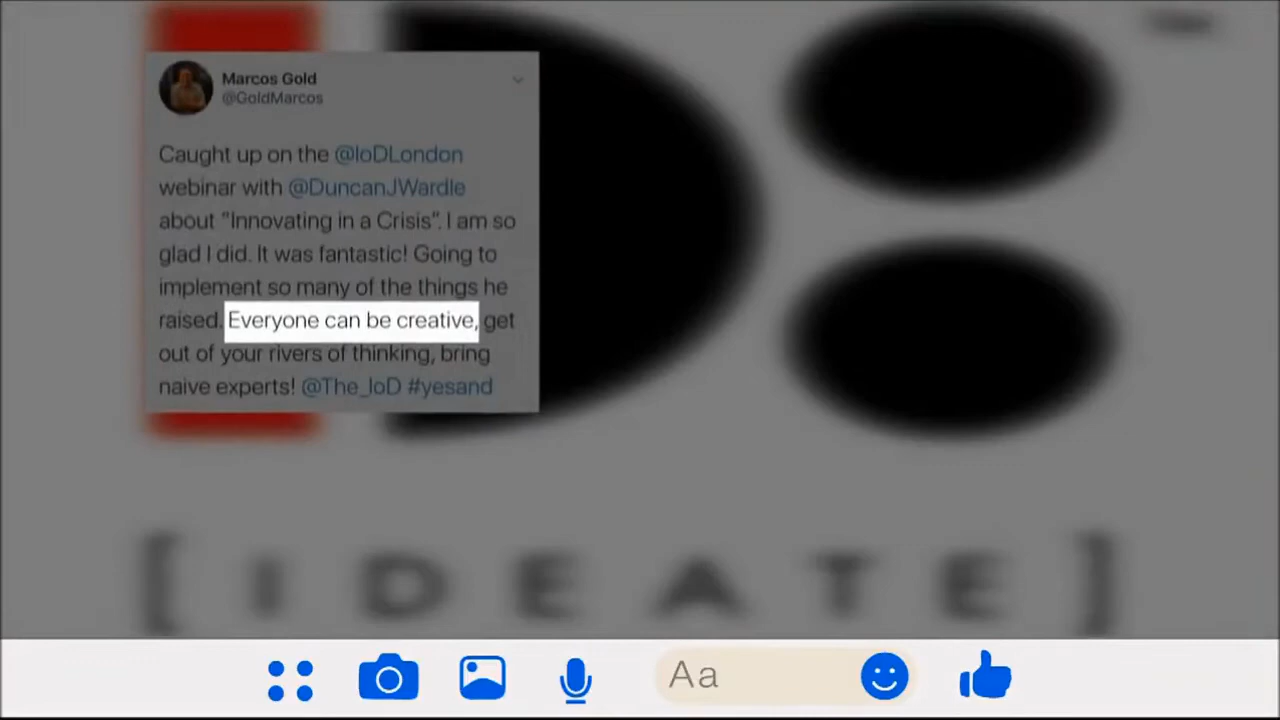 Marcos Gold
@GoldMarcos
Caught up on the @IoDLondon
webinar with @DuncanJWardle
about “Innovating in a Crisis”. I am so
glad I did. It was fantastic! Going to
implement so many of the things he
raised. Everyone can be creative, get
out of your rivers of thinking, bring
naive experts! @The_IoD #yesand
ID:
[ I D E A T E ]
Aa